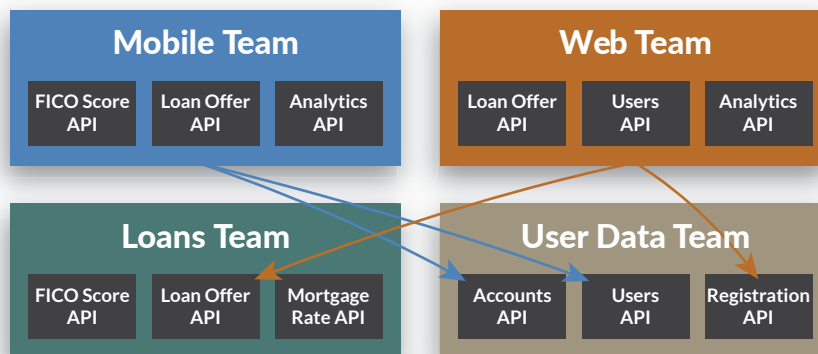 Mobile Team
FICO Score
API
Loan Offer
API
Analytics
API
Web Team
Loan Offer
API
Users
API
Analytics
API
Loans Team
FICO Score
API
Loan Offer
API
Mortgage
Rate API
User Data Team
Accounts
API
Users
API
Registration
API